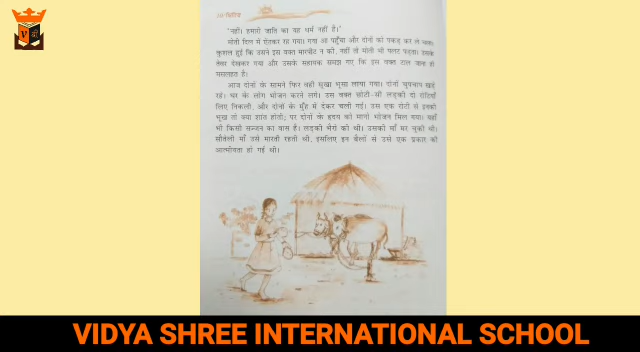 10/क्षितिज
"नहीं। हमारी जाति का यह धर्म नहीं है।"
मोती दिल में ऐंठकर रह गया। गया आ पहुँचा और दोनों को पकड़ कर ले चला।
कुशल हुई कि उसने इस वक्त मारपीट न की, नहीं तो मोती भी पलट पड़ता। उसके
तेवर देखकर गया और उसके सहायक समझ गए कि इस वक्त टाल जाना ही
मसलहत है।
आज दोनों के सामने फिर वही सूखा भूसा लाया गया। दोनों चुपचाप खड़े
रहे। घर के लोग भोजन करने लगे। उस वक्त छोटी-सी लड़की दो रोटियाँ
लिए निकली, और दोनों के मुँह में देकर चली गई। उस एक रोटी से इनकी
भूख तो क्या शांत होती; पर दोनों के हृदय को मानो भोजन मिल गया। यहाँ
भी किसी सज्जन का वास है। लड़की भैरो की थी। उसकी माँ मर चुकी थी।
सौतेली माँ उसे मारती रहती थी, इसलिए इन बैलों से उसे एक प्रकार की
आत्मीयता हो गई थी।
VIDYA SHREE INTERNATIONAL SCHOOL